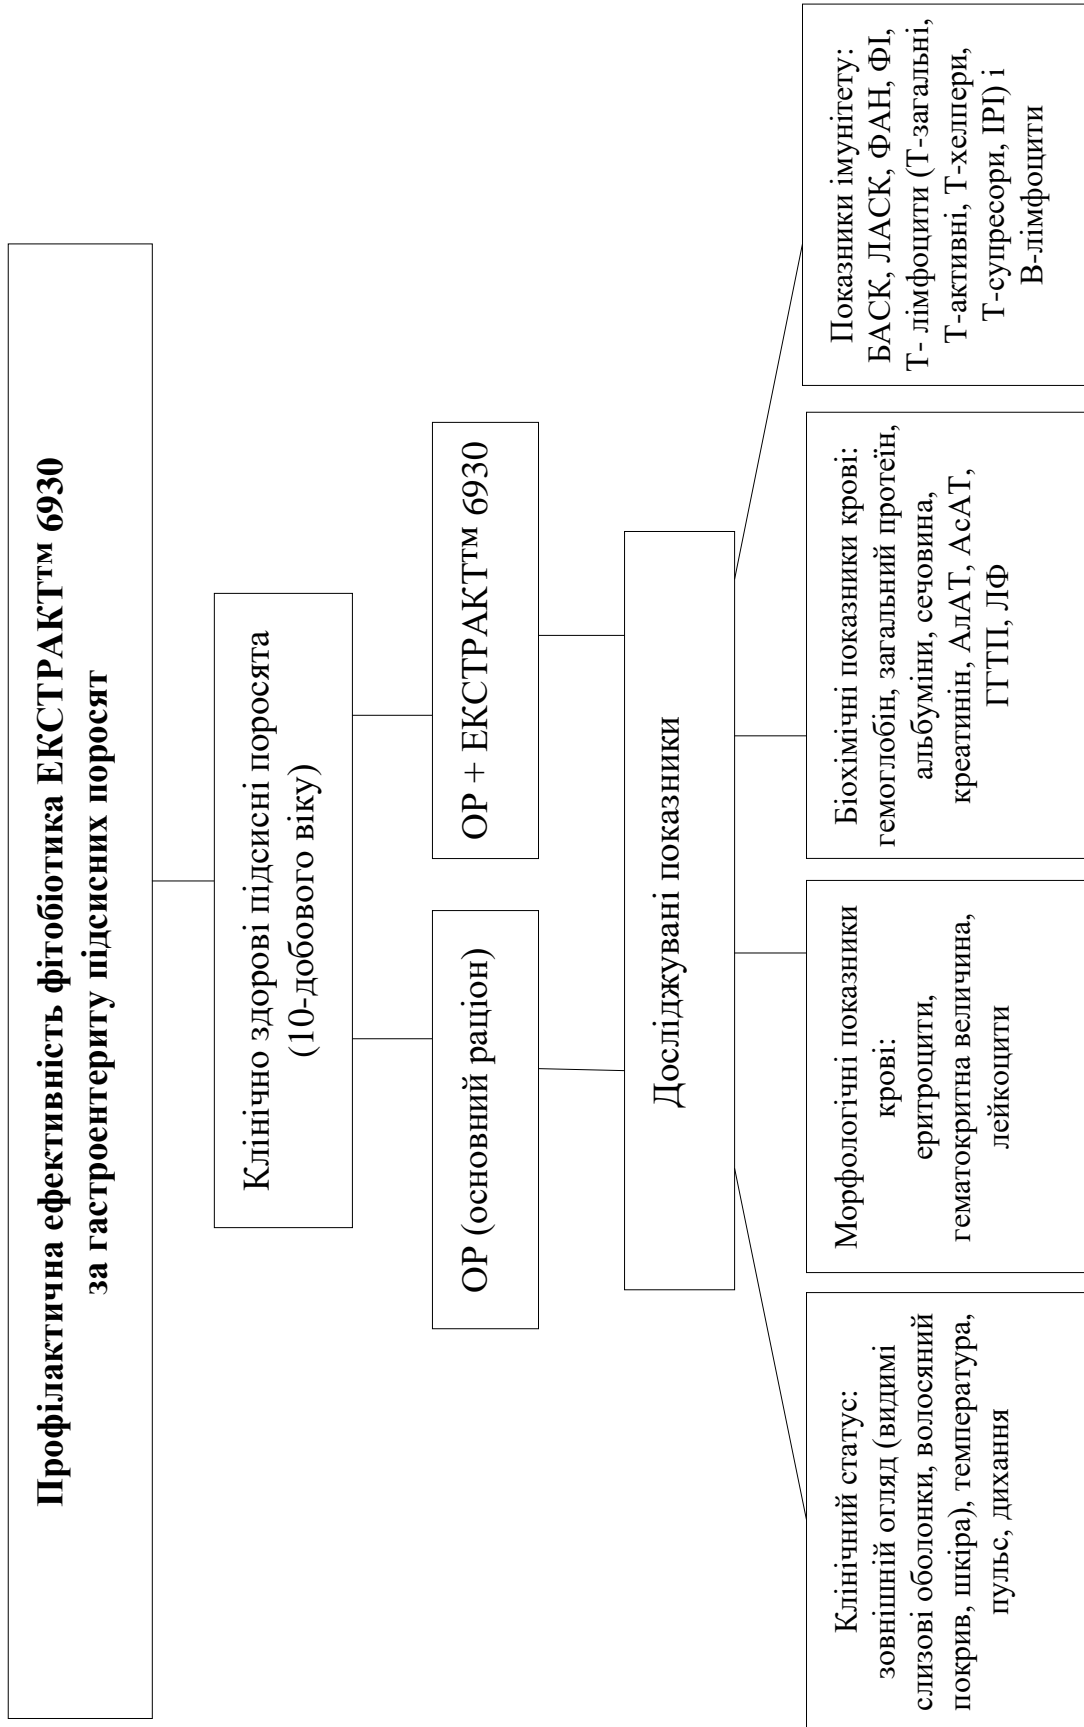 Профілактична ефективність фітобіотика ЕКСТРАКТ™ 6930
за гастроентериту підсисних поросят
Клінічно здорові підсисні поросята
(10-добового віку)
ОР (основний раціон)
ОР + ЕКСТРАКТ™ 6930
Досліджувані показники
Клінічний статус:
зовнішній огляд (видимі
слизові оболонки, волосяний
покрив, шкіра), температура,
пульс, дихання
Морфологічні показники
крові:
еритроцити,
гематокритна величина,
лейкоцити
Біохімічні показники крові:
гемоглобін, загальний протеїн,
альбуміни, сечовина,
креатинін, АлАТ, АсАТ,
ГГТП, ЛФ
Показники імунітету:
БАСК, ЛАСК, ФАН, ФІ,
Т- лімфоцити (Т-загальні,
Т-активні, Т-хелпери,
Т-супресори, ІРІ) і
В-лімфоцити